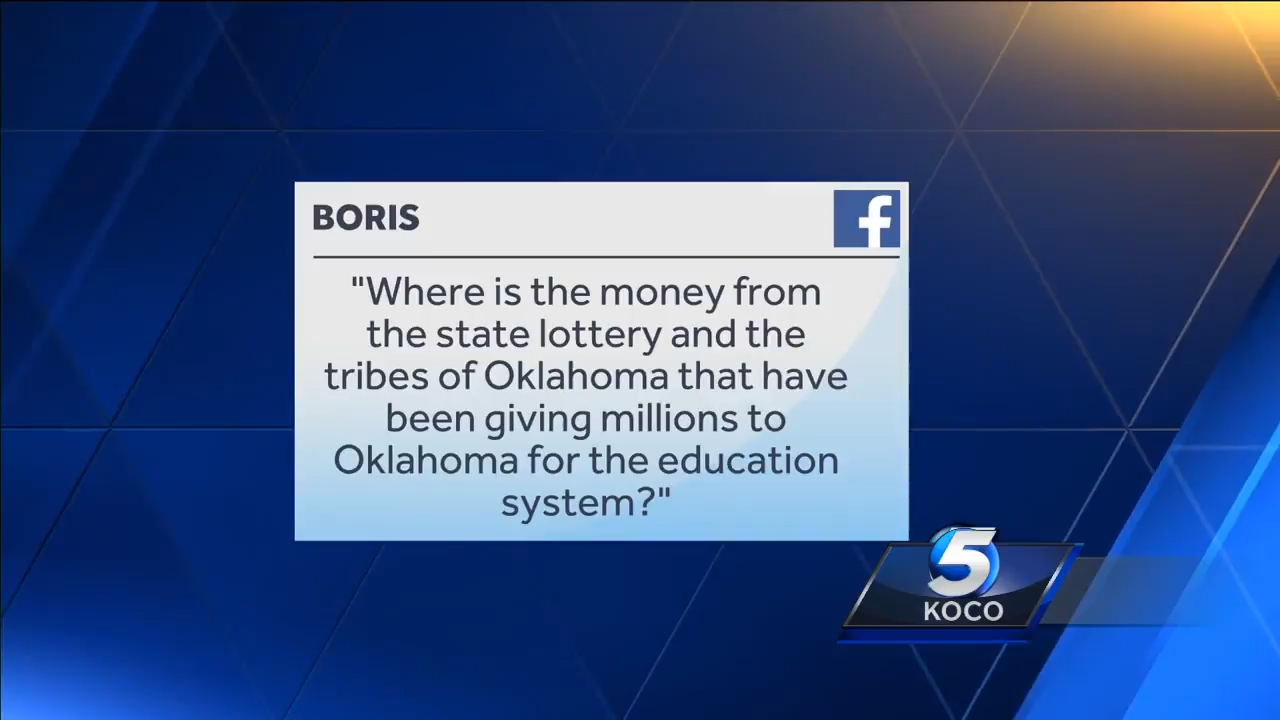 BORIS
f
"Where is the money from
the state lottery and the
tribes of Oklahoma that have
been giving millions to
Oklahoma for the education
system?"
5
KOCO